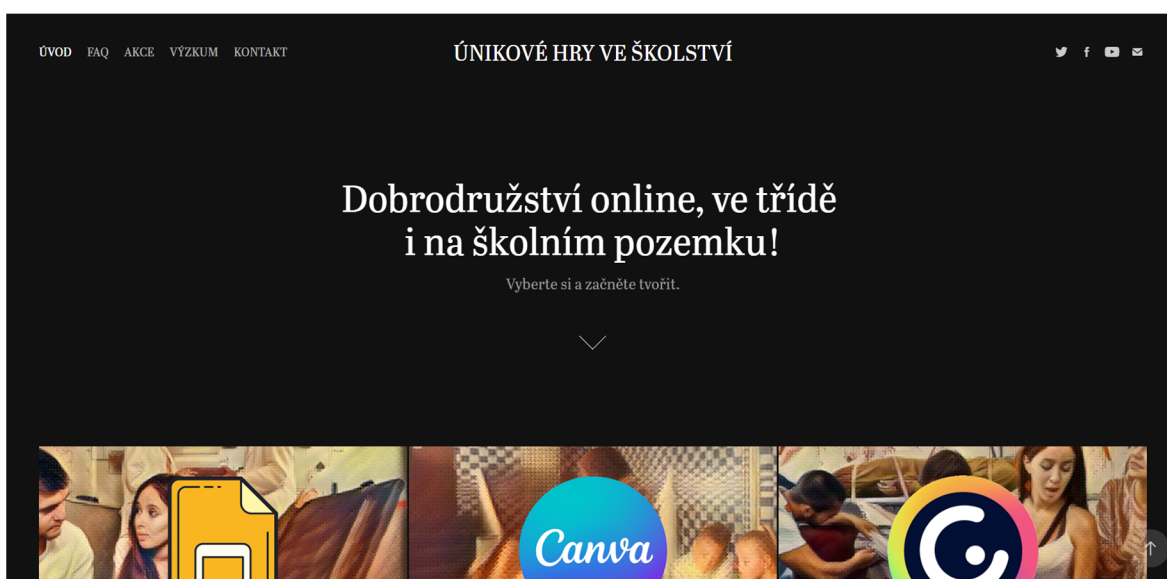 ÚVOD FAQ AKCE VÝZKUM KONTAKT
ÚNIKOVÉ HRY VE ŠKOLSTVÍ
Dobrodružství online, ve třídě
i na školním pozemku!
Vyberte si a začněte tvořit.
Canva